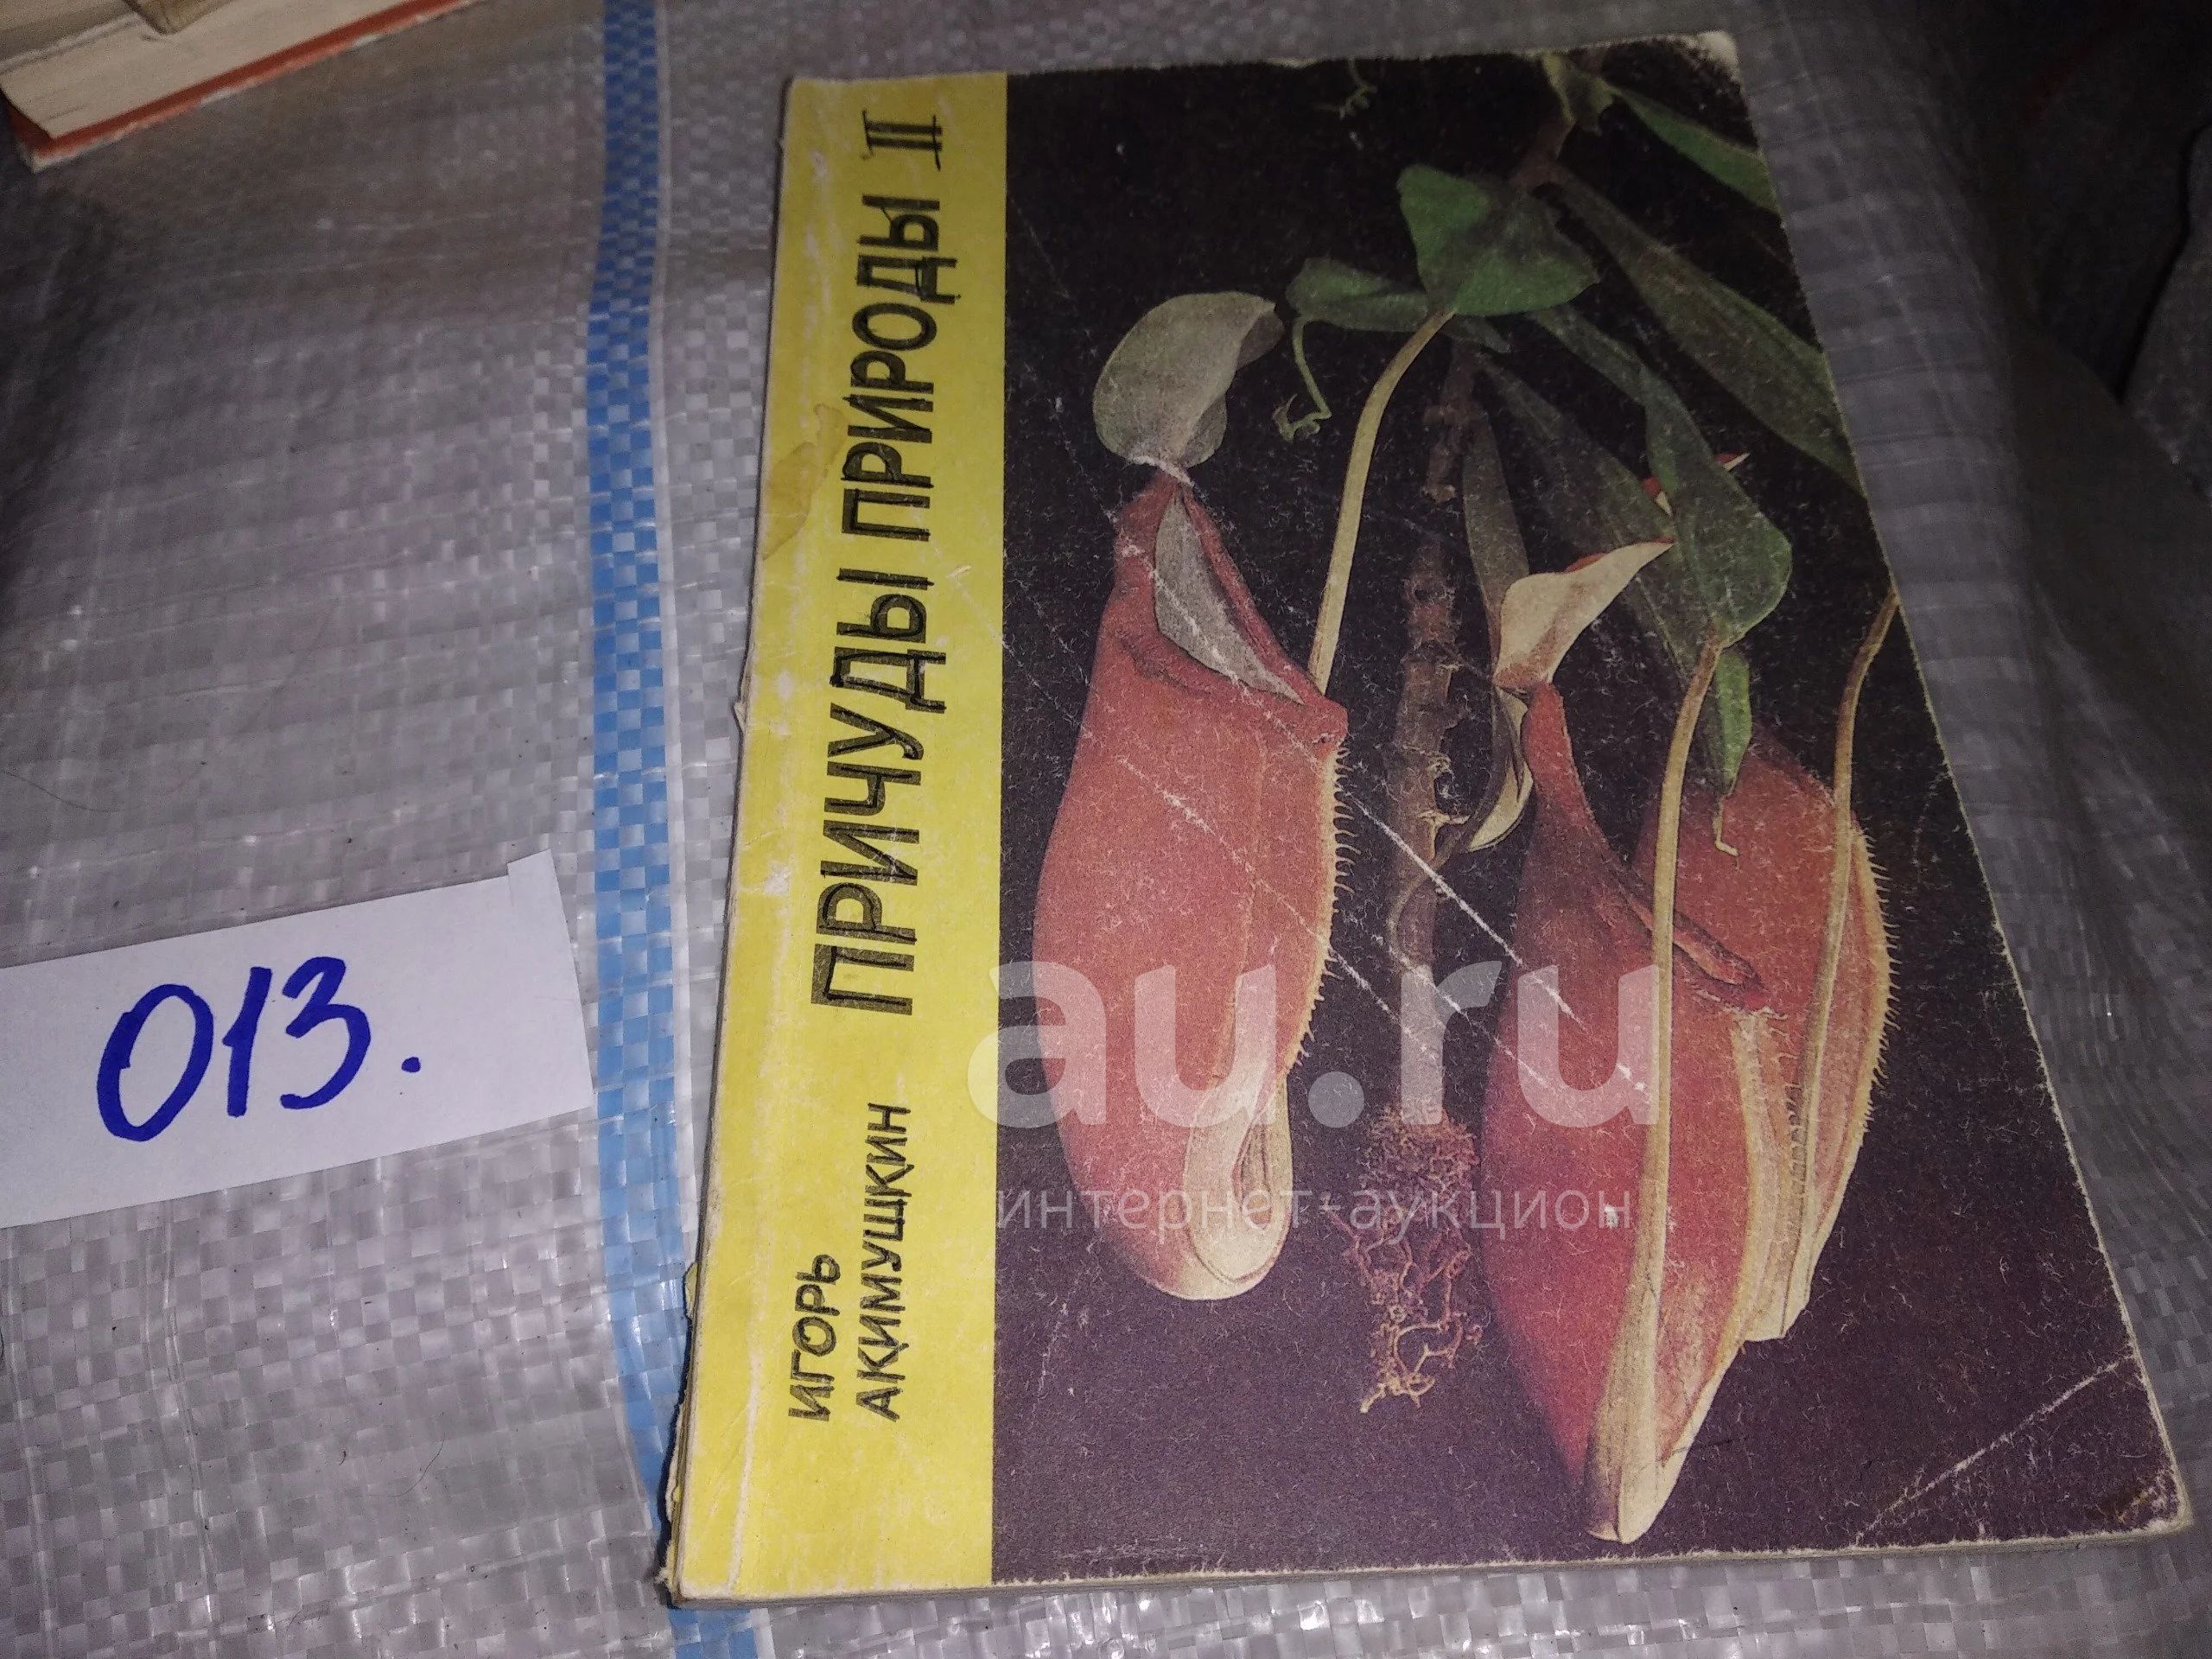 ИГОРЬ
АКИМУШКИН
ПРИЧУДЫ ПРИРОДЫ II
013.
au.ru
интернет-аукцион